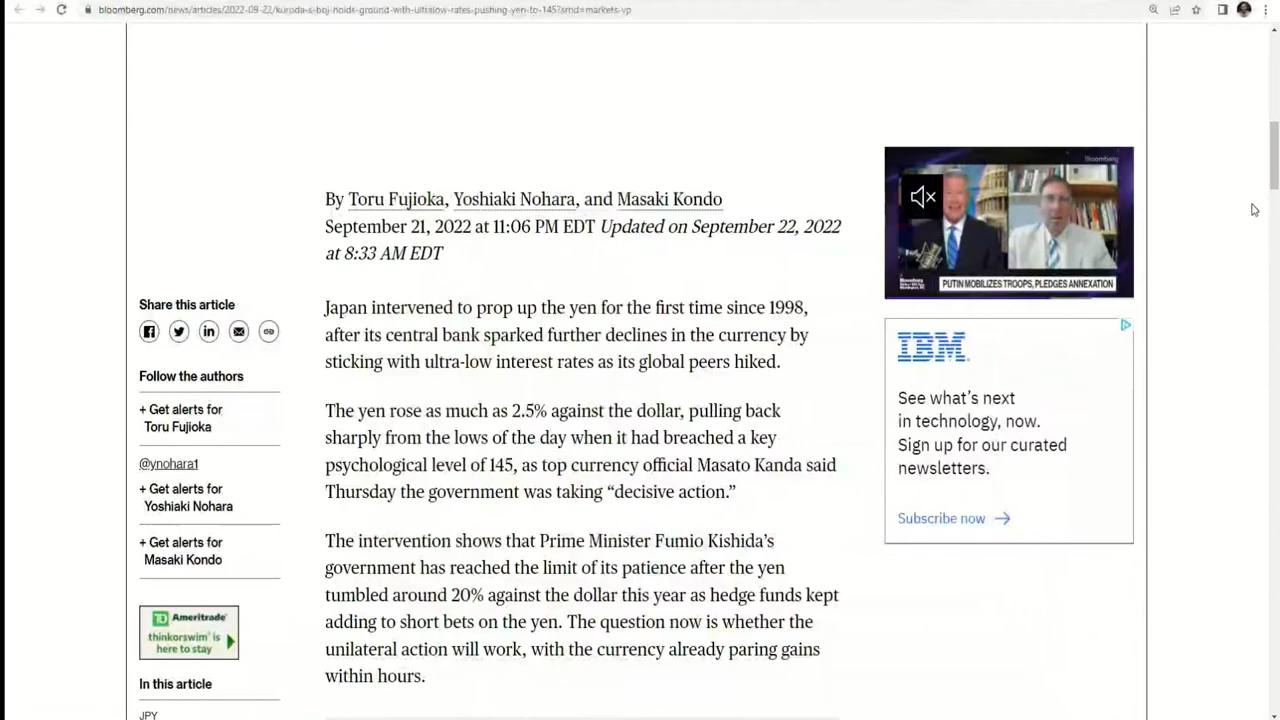 bloomberg.com/news/articles/2022-09-22/kuroda-s-boj-holds-ground-with-ultralow-rates-pushing-yen-to-145?srnd=markets-vp
By Toru Fujioka, Yoshiaki Nohara, and Masaki Kondo
September 21, 2022 at 11:06 PM EDT Updated on September 22, 2022
at 8:33 AM EDT
Share this article
Follow the authors
+ Get alerts for
Toru Fujioka
@ynohara1
+ Get alerts for
Yoshiaki Nohara
+ Get alerts for
Masaki Kondo
TD Ameritrade
thinkorswim is
here to stay
In this article
JPY
Japan intervened to prop up the yen for the first time since 1998,
after its central bank sparked further declines in the currency by
sticking with ultra-low interest rates as its global peers hiked.
The yen rose as much as 2.5% against the dollar, pulling back
sharply from the lows of the day when it had breached a key
psychological level of 145, as top currency official Masato Kanda said
Thursday the government was taking “decisive action.”
The intervention shows that Prime Minister Fumio Kishida’s
government has reached the limit of its patience after the yen
tumbled around 20% against the dollar this year as hedge funds kept
adding to short bets on the yen. The question now is whether the
unilateral action will work, with the currency already paring gains
within hours.
Bloomberg
PUTIN MOBILIZES TROOPS, PLEDGES ANNEXATION
IBM
See what’s next
in technology, now.
Sign up for our curated
newsletters.
Subscribe now